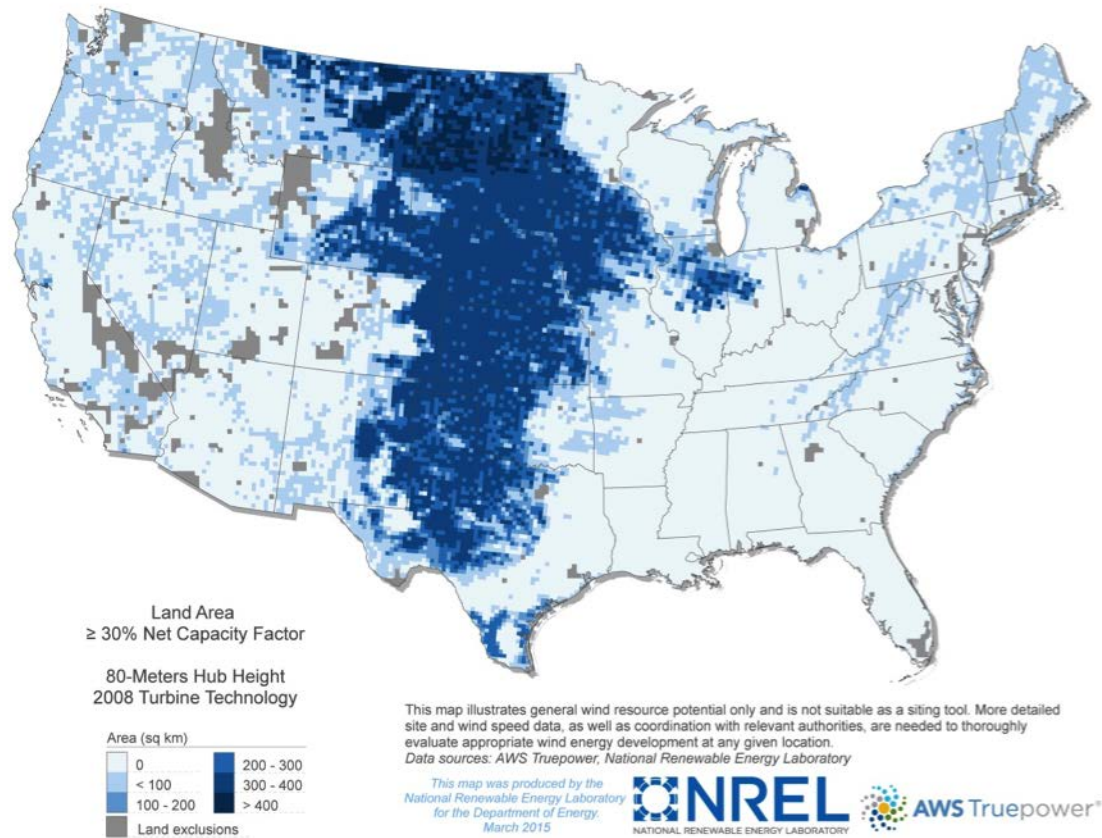 Land Area
≥ 30% Net Capacity Factor
80-Meters Hub Height
2008 Turbine Technology
Area (sq km)
0
< 100
100 - 200
200 - 300
300 - 400
> 400
Land exclusions
This map illustrates general wind resource potential only and is not suitable as a siting tool. More detailed
site and wind speed data, as well as coordination with relevant authorities, are needed to thoroughly
evaluate appropriate wind energy development at any given location.
Data sources: AWS Truepower, National Renewable Energy Laboratory
This map was produced by the
National Renewable Energy Laboratory
for the Department of Energy.
March 2015
NREL
NATIONAL RENEWABLE ENERGY LABORATORY
AWS Truepower®